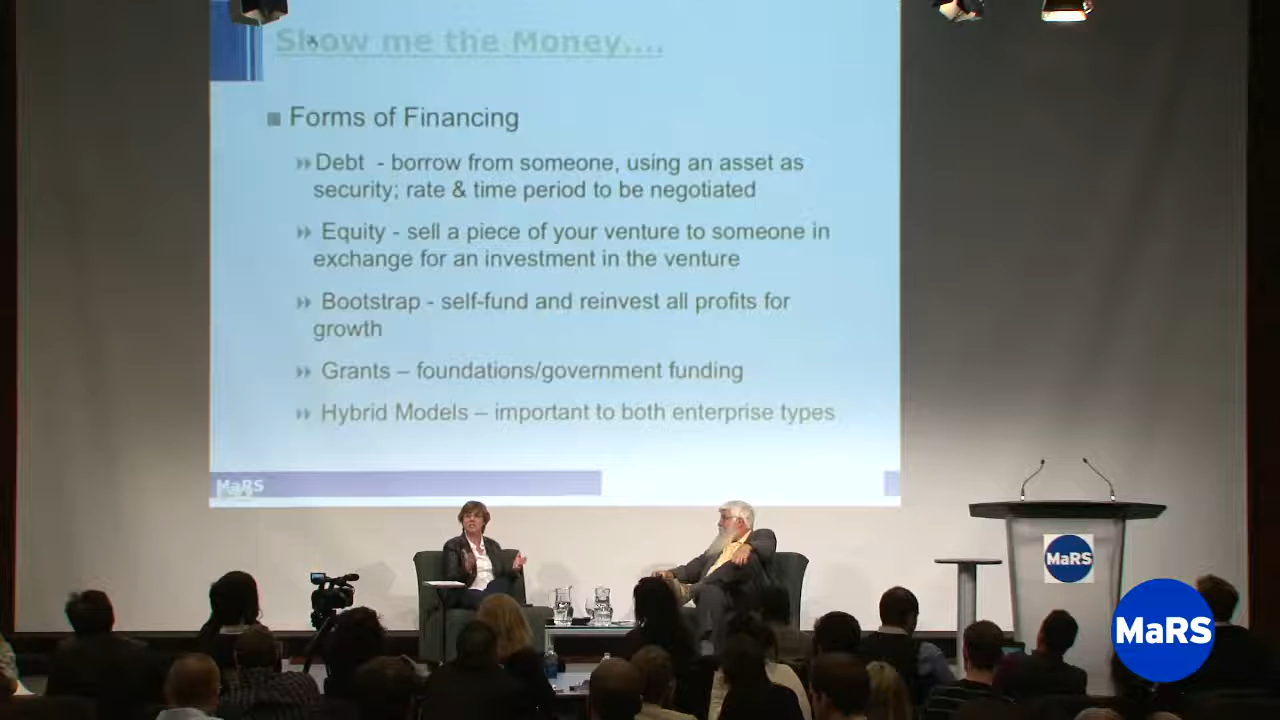 Show me the Money....
Forms of Financing
Debt - borrow from someone, using an asset as
security; rate & time period to be negotiated
Equity - sell a piece of your venture to someone in
exchange for an investment in the venture
Bootstrap - self-fund and reinvest all profits for
growth
Grants – foundations/government funding
Hybrid Models – important to both enterprise types
MaRS
MaRS
MaRS